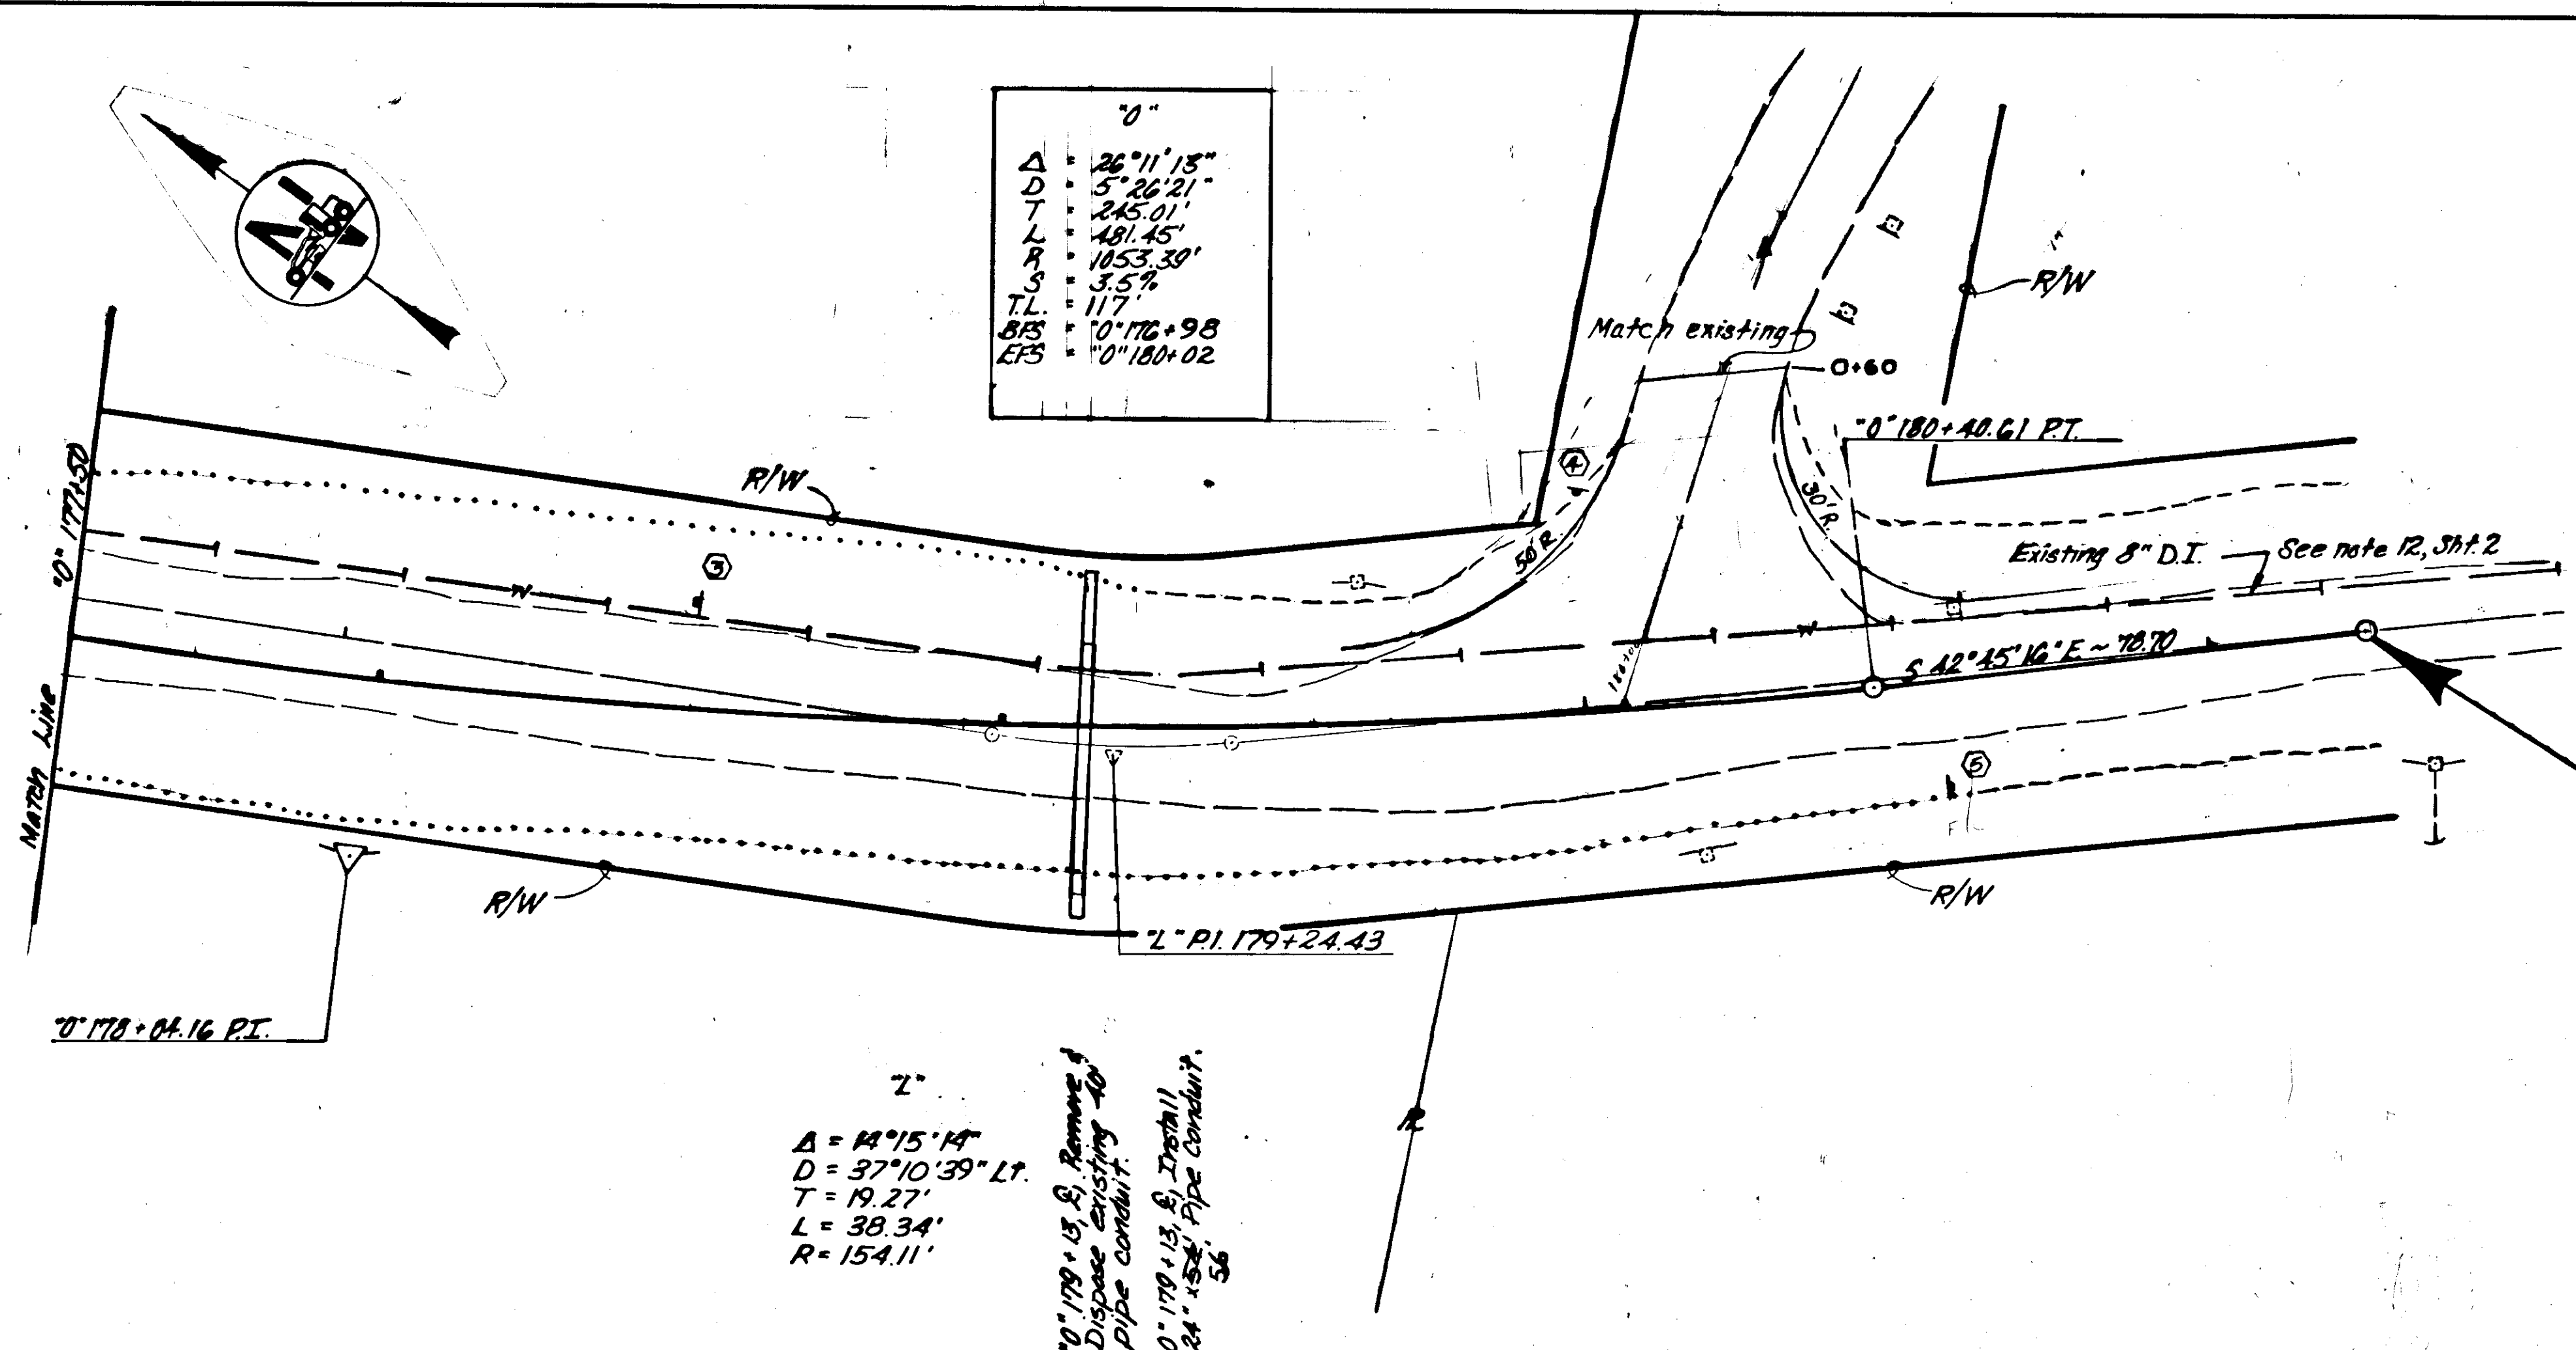 "O"
Δ = 26°11'13"
D = 5°26'21"
T = 245.01'
L = 481.45'
R = 1053.39'
S = 3.5%
T.L. = 117'
BFS = "O" 176+98
EFS = "O" 180+02
R/W
Match existing
0+60
"O" 180+40.61 P.T.
"O" 177+50
R/W
4
50' R.
30' R.
3
W
Existing 8" D.I.
See note 12, Sht. 2
W
S 42°45'16" E ~ 78.70
Match Line
5
F
R/W
R/W
"L" P.I. 179+24.43
"O" 178+04.16 P.I.
"L"
Δ = 14°15'14"
D = 37°10'39" Lt.
T = 19.27'
L = 38.34'
R = 154.11'
"O" 179+13, ℄, Remove &
Dispose existing 40'
pipe conduit.
"O" 179+13, ℄, Install
24" x 54' Pipe Conduit.
56'